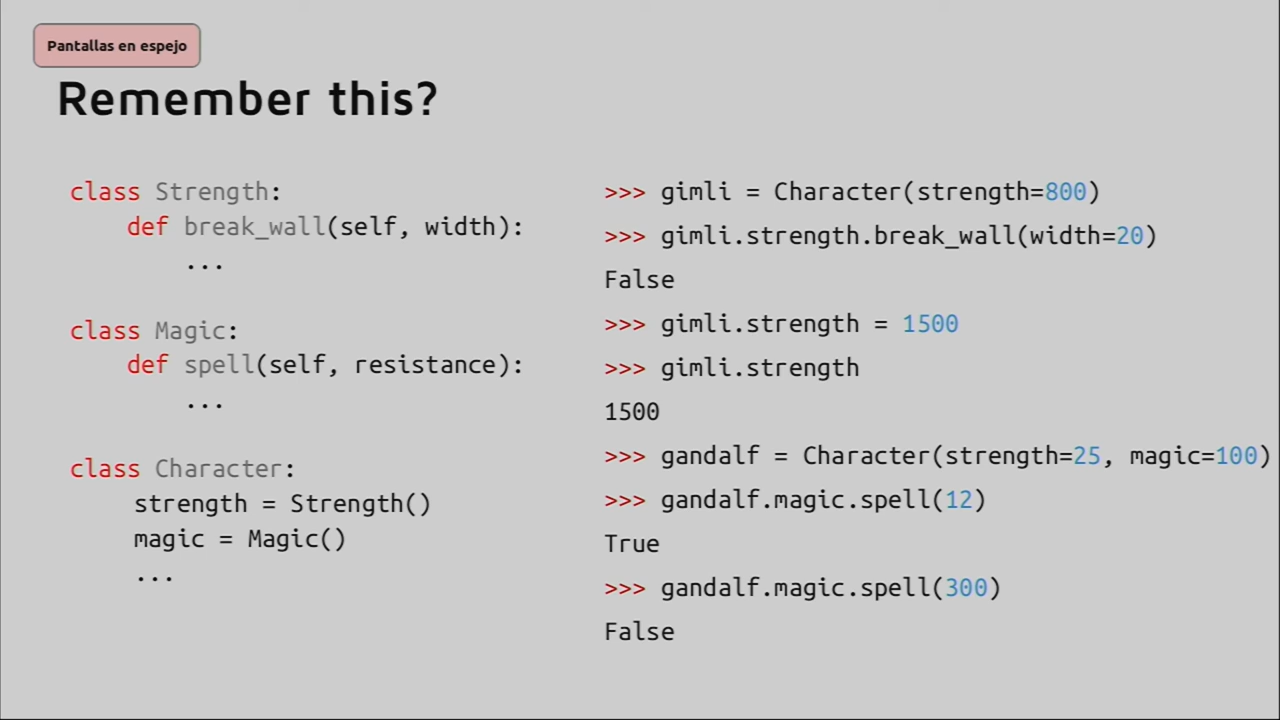 Pantallas en espejo
Remember this?
class Strength:
    def break_wall(self, width):
        ...
class Magic:
    def spell(self, resistance):
        ...
class Character:
    strength = Strength()
    magic = Magic()
    ...
>>> gimli = Character(strength=800)
>>> gimli.strength.break_wall(width=20)
False
>>> gimli.strength = 1500
>>> gimli.strength
1500
>>> gandalf = Character(strength=25, magic=100)
>>> gandalf.magic.spell(12)
True
>>> gandalf.magic.spell(300)
False